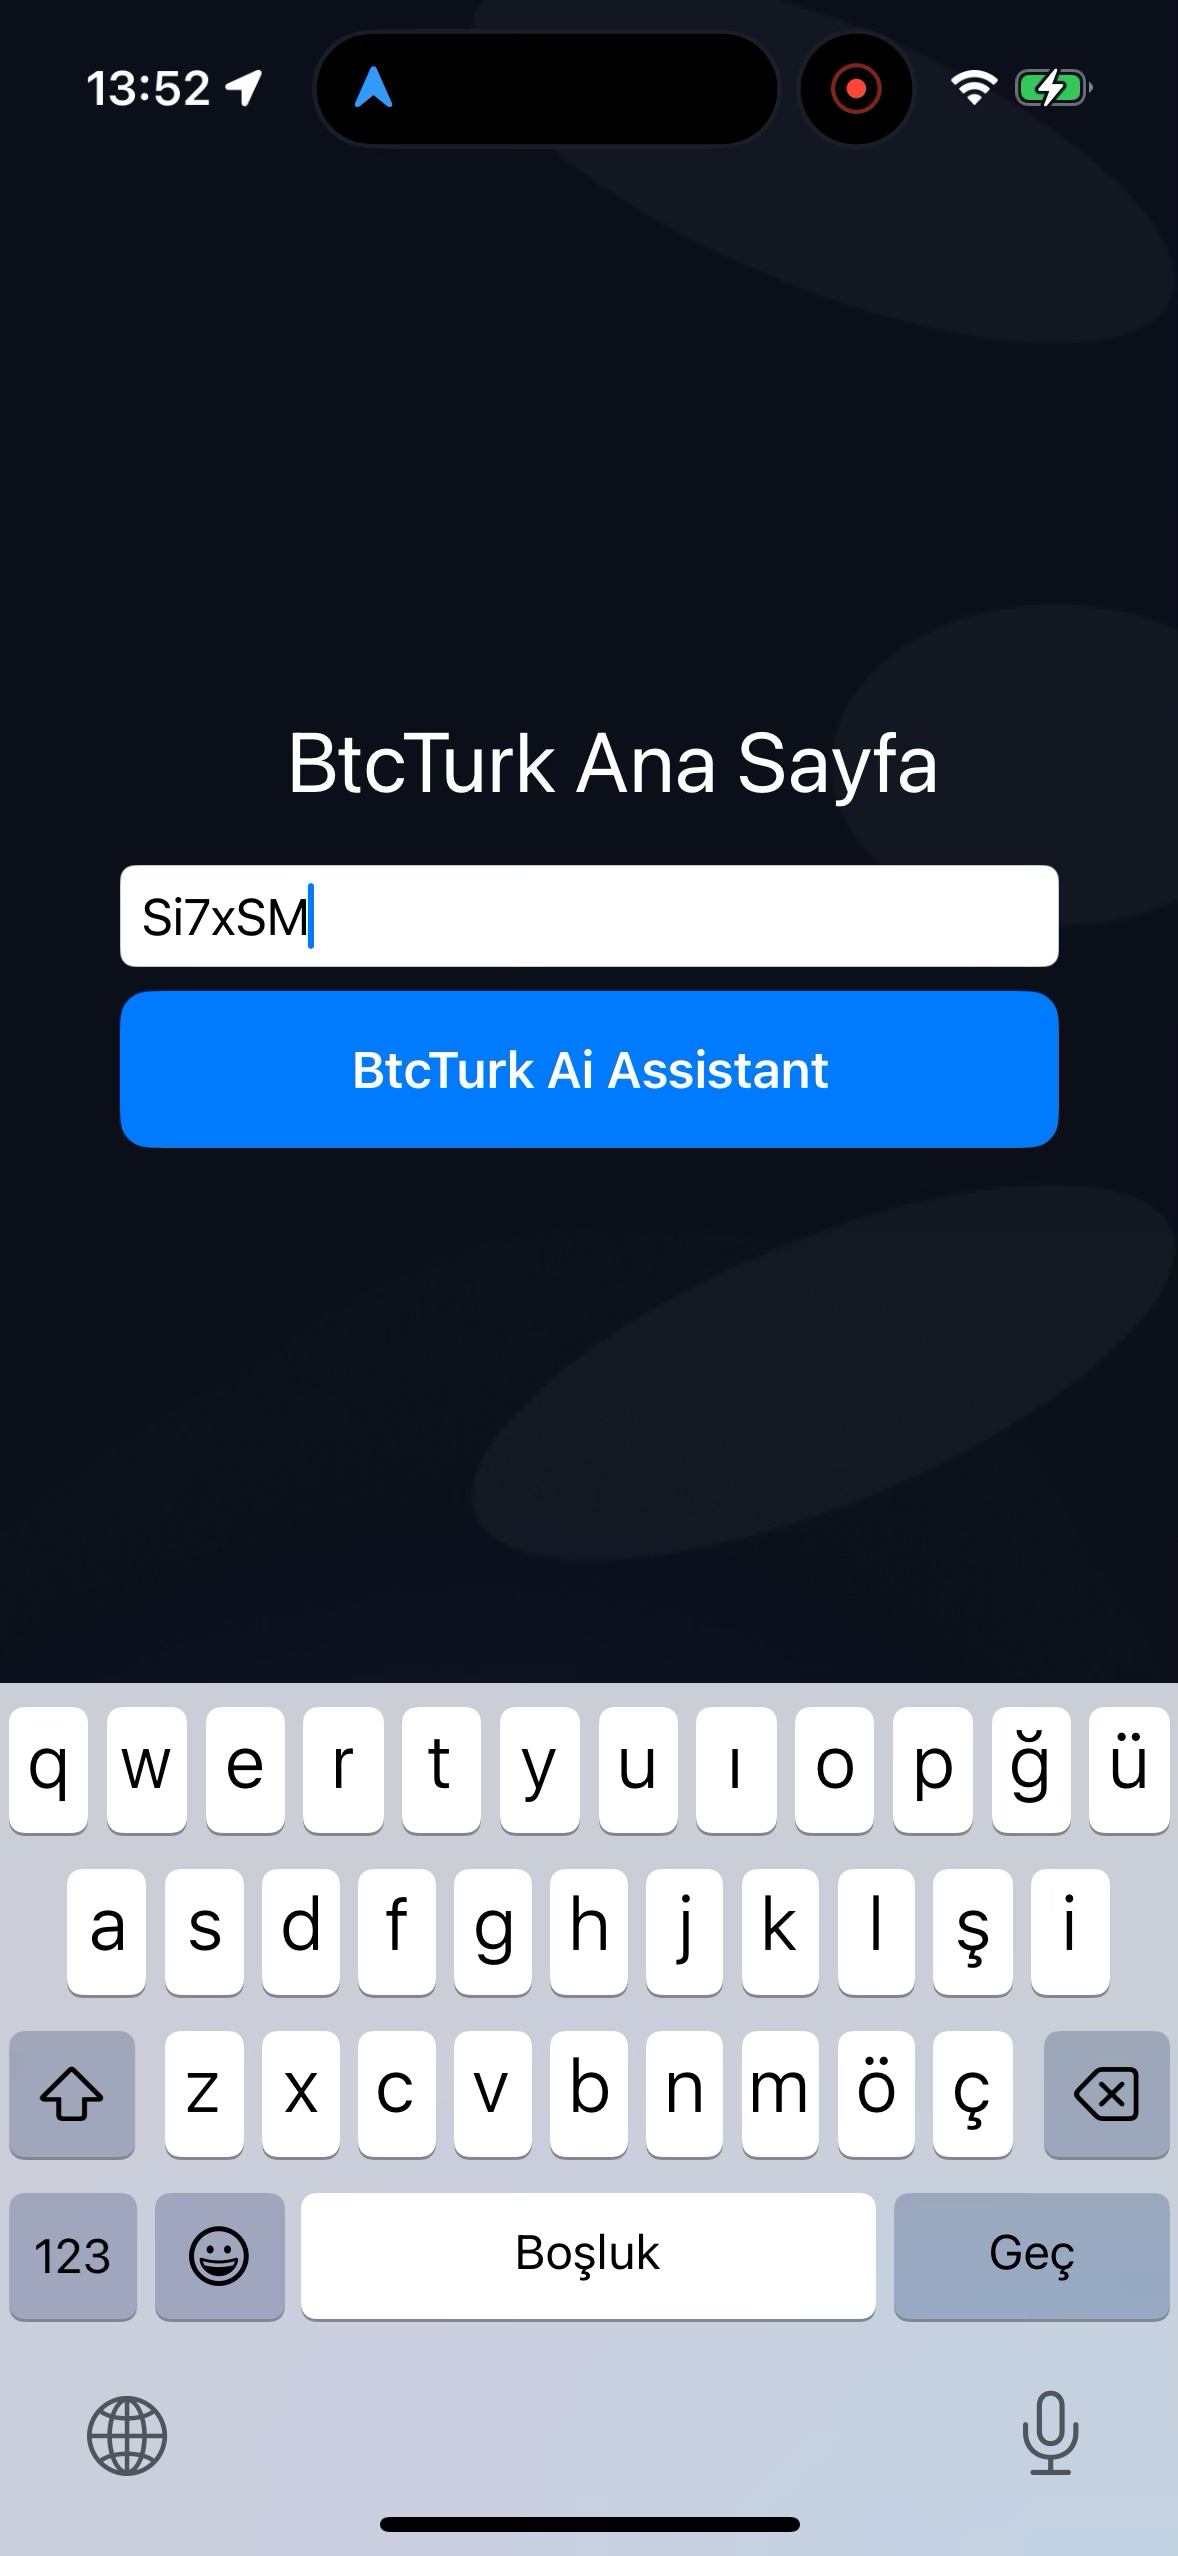 13:52
BtcTurk Ana Sayfa
Si7xSM
BtcTurk Ai Assistant
q w e r t y u ı o p ğ ü
a s d f g h j k l ş i
z x c v b n m ö ç
123 Boşluk Geç